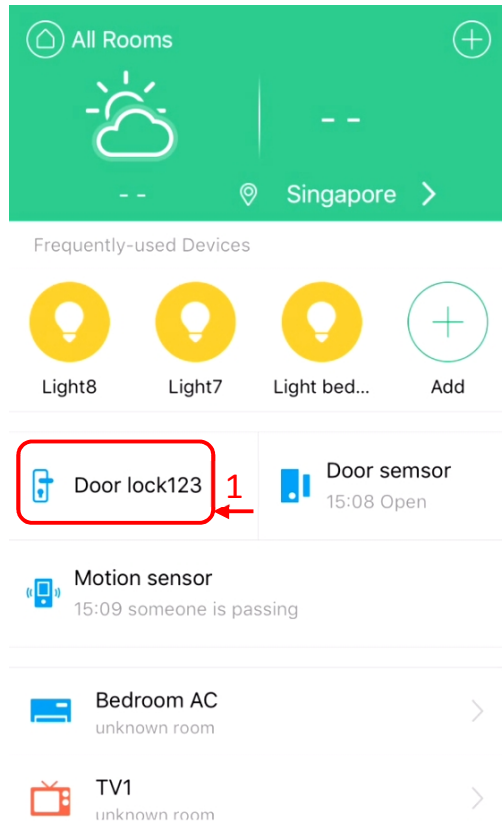 All Rooms
- -
- -
Singapore
Frequently-used Devices
Light8
Light7
Light bed...
Add
Door lock123
1
Door semsor
15:08 Open
Motion sensor
15:09 someone is passing
Bedroom AC
unknown room
TV1
unknown room